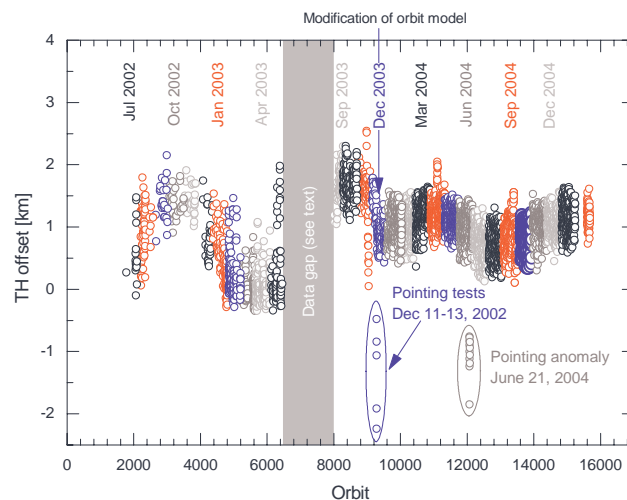 Modification of orbit model
4
3
2
1
0
-1
-2
TH offset [km]
Jul 2002
Oct 2002
Jan 2003
Apr 2003
Sep 2003
Dec 2003
Mar 2004
Jun 2004
Sep 2004
Dec 2004
Data gap (see text)
Pointing tests
Dec 11-13, 2002
Pointing anomaly
June 21, 2004
0 2000 4000 6000 8000 10000 12000 14000 16000
Orbit